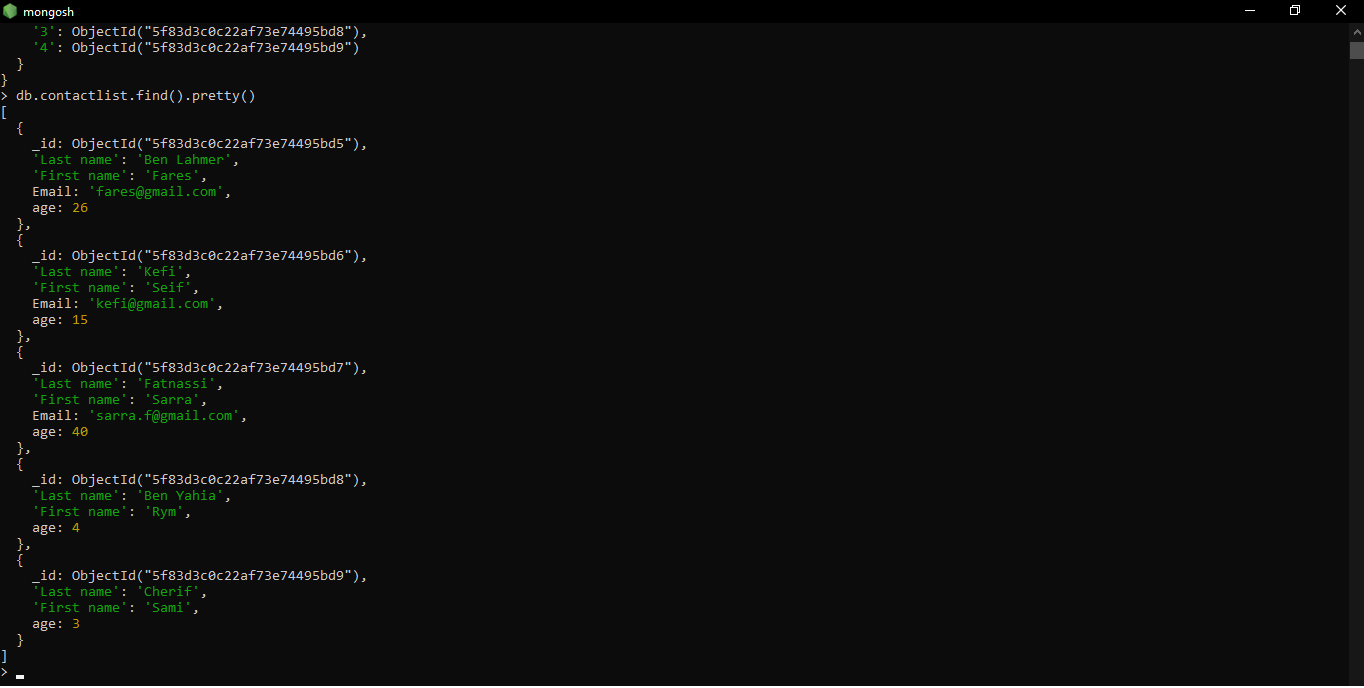 mongosh
    '3': ObjectId("5f83d3c0c22af73e74495bd8"),
    '4': ObjectId("5f83d3c0c22af73e74495bd9")
  }
}
> db.contactlist.find().pretty()
[
  {
    _id: ObjectId("5f83d3c0c22af73e74495bd5"),
    'Last name': 'Ben Lahmer',
    'First name': 'Fares',
    Email: 'fares@gmail.com',
    age: 26
  },
  {
    _id: ObjectId("5f83d3c0c22af73e74495bd6"),
    'Last name': 'Kefi',
    'First name': 'Seif',
    Email: 'kefi@gmail.com',
    age: 15
  },
  {
    _id: ObjectId("5f83d3c0c22af73e74495bd7"),
    'Last name': 'Fatnassi',
    'First name': 'Sarra',
    Email: 'sarra.f@gmail.com',
    age: 40
  },
  {
    _id: ObjectId("5f83d3c0c22af73e74495bd8"),
    'Last name': 'Ben Yahia',
    'First name': 'Rym',
    age: 4
  },
  {
    _id: ObjectId("5f83d3c0c22af73e74495bd9"),
    'Last name': 'Cherif',
    'First name': 'Sami',
    age: 3
  }
]
>